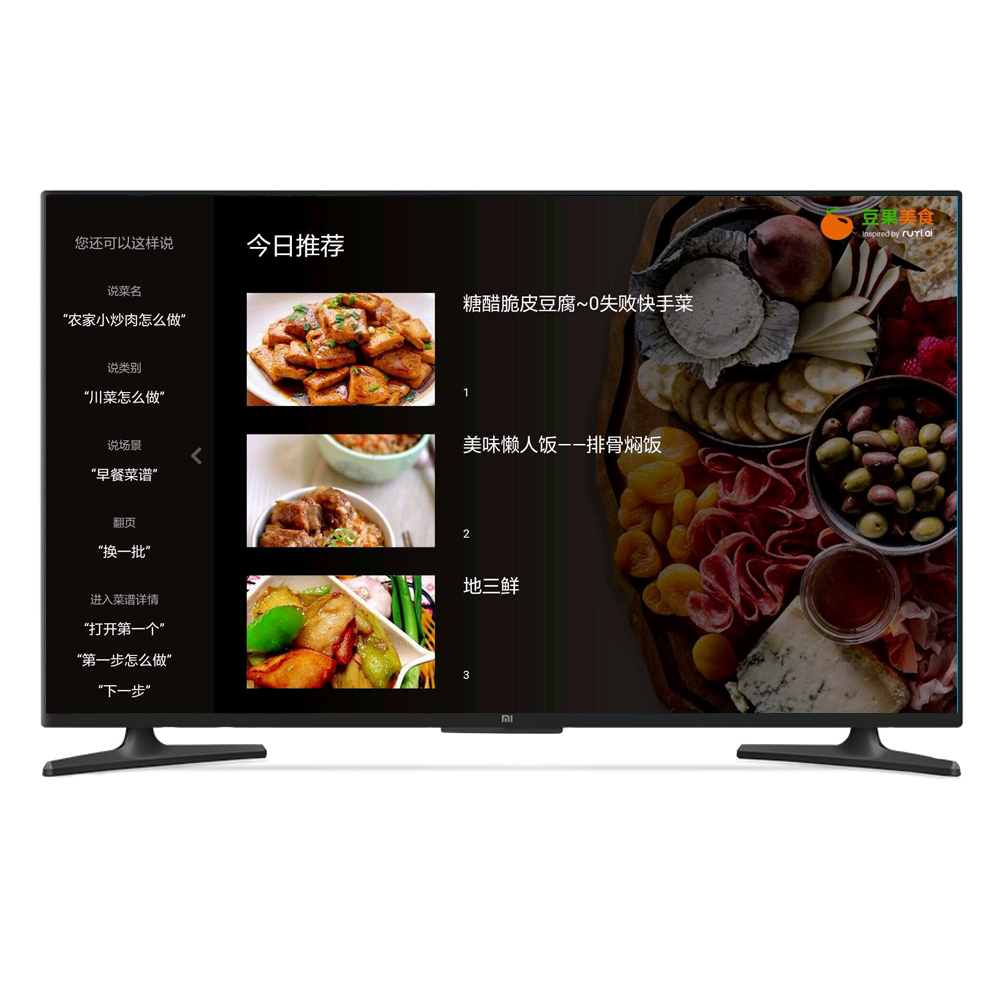 您还可以这样说
说菜名
“农家小炒肉怎么做”
说类别
“川菜怎么做”
说场景
“早餐菜谱”
翻页
“换一批”
进入菜谱详情
“打开第一个”
“第一步怎么做”
“下一步”
今日推荐
糖醋脆皮豆腐~0失败快手菜
1
美味懒人饭——排骨焖饭
2
地三鲜
3
豆果美食
Inspired by ruyi.ai
mi